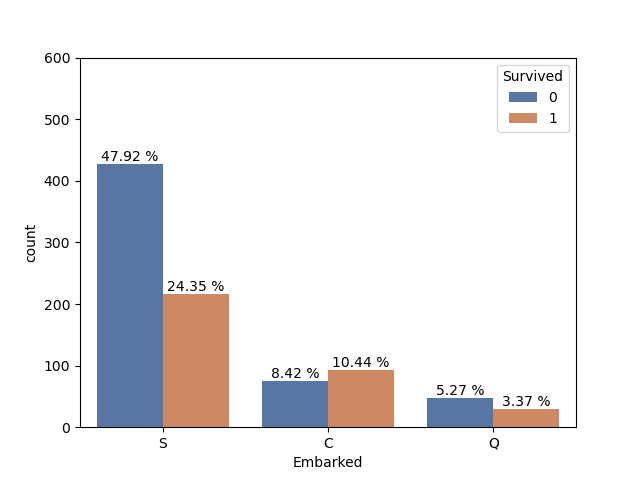 600
500
400
300
200
100
0
count
Survived
0
1
47.92 %
24.35 %
8.42 %
10.44 %
5.27 %
3.37 %
S
C
Q
Embarked